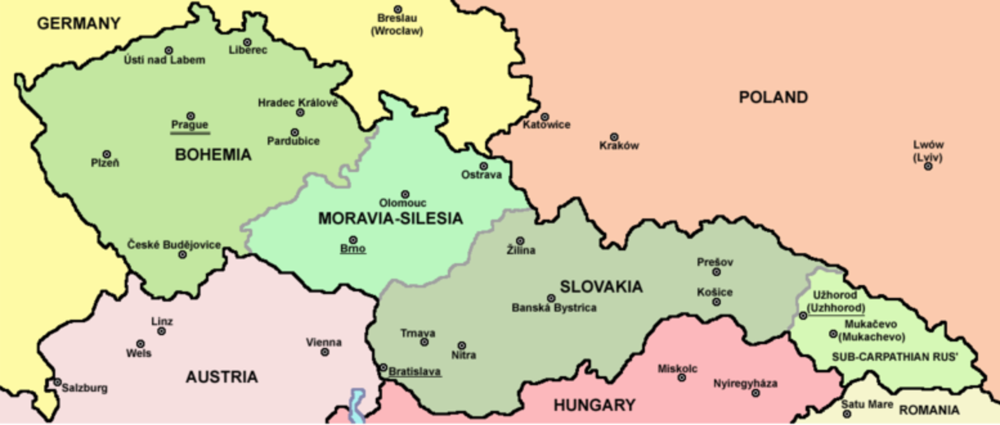 GERMANY
Breslau
(Wrocław)
Liberec
Ústí nad Labem
POLAND
Hradec Králové
Prague
Katowice
Pardubice
Kraków
Lwów
(Lviv)
BOHEMIA
Plzeň
Ostrava
Olomouc
MORAVIA-SILESIA
České Budějovice
Brno
Žilina
Prešov
SLOVAKIA
Košice
Banská Bystrica
Užhorod
(Uzhhorod)
Mukačevo
(Mukachevo)
Linz
Wels
Vienna
Trnava
Nitra
SUB-CARPATHIAN RUS'
Bratislava
AUSTRIA
Miskolc
Salzburg
Nyíregyháza
HUNGARY
Satu Mare
ROMANIA